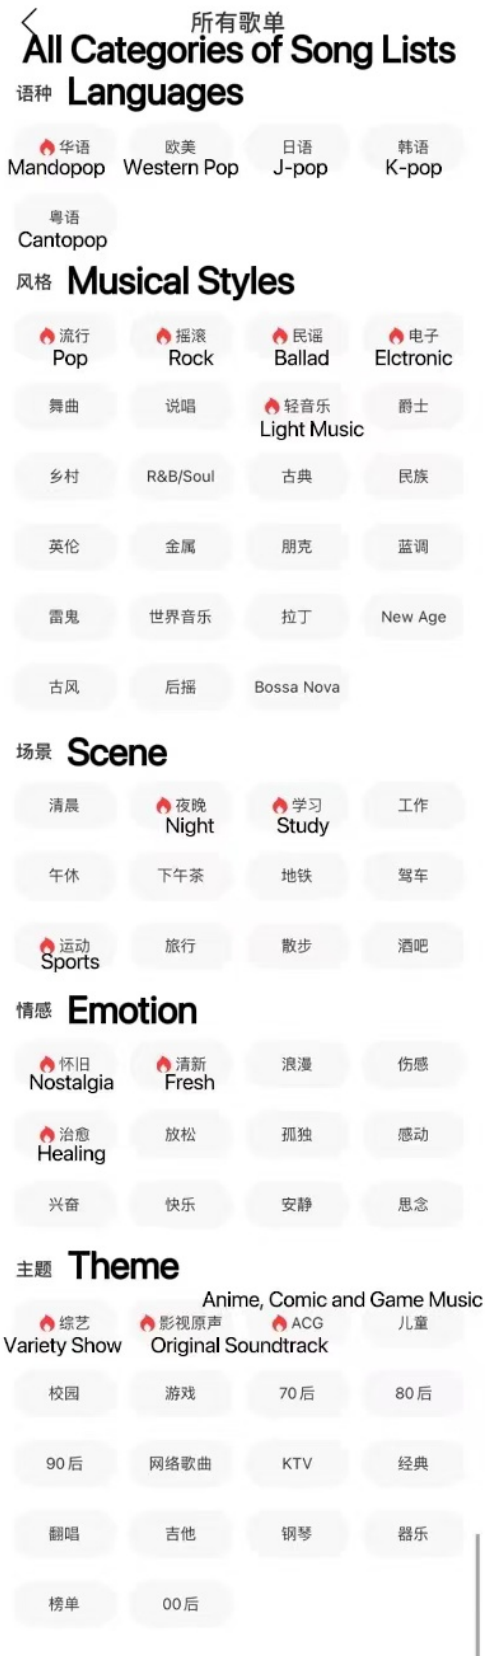 所有歌单
All Categories of Song Lists
语种 Languages
华语 欧美 日语 韩语
Mandopop Western Pop J-pop K-pop
粤语
Cantopop
风格 Musical Styles
流行 摇滚 民谣 电子
Pop Rock Ballad Elctronic
舞曲 说唱 轻音乐 爵士
Light Music
乡村 R&B/Soul 古典 民族
英伦 金属 朋克 蓝调
雷鬼 世界音乐 拉丁 New Age
古风 后摇 Bossa Nova
场景 Scene
清晨 夜晚 学习 工作
Night Study
午休 下午茶 地铁 驾车
运动 旅行 散步 酒吧
Sports
情感 Emotion
怀旧 清新 浪漫 伤感
Nostalgia Fresh
治愈 放松 孤独 感动
Healing
兴奋 快乐 安静 思念
主题 Theme
Anime, Comic and Game Music
综艺 影视原声 ACG 儿童
Variety Show Original Soundtrack
校园 游戏 70后 80后
90后 网络歌曲 KTV 经典
翻唱 吉他 钢琴 器乐
榜单 00后